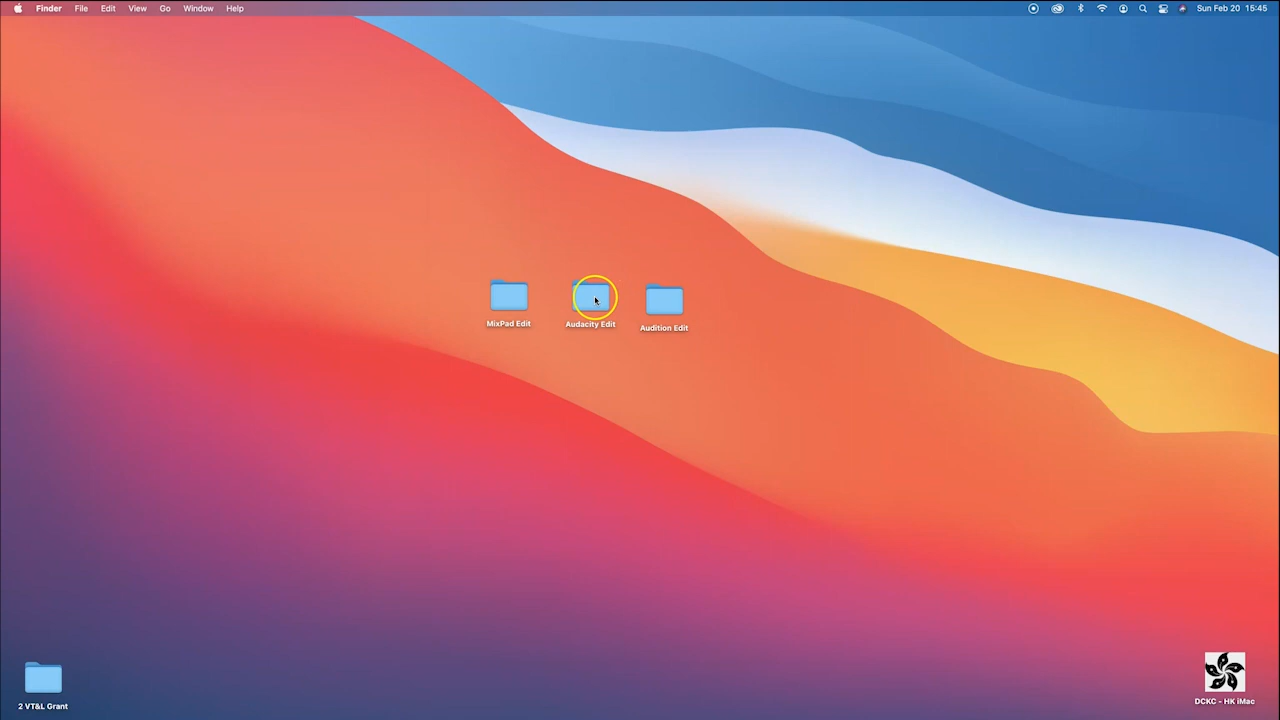 Finder File Edit View Go Window Help Sun Feb 20 15:45
MixPad Edit
Audacity Edit
Audition Edit
2 VT&L Grant
DCKC - HK iMac